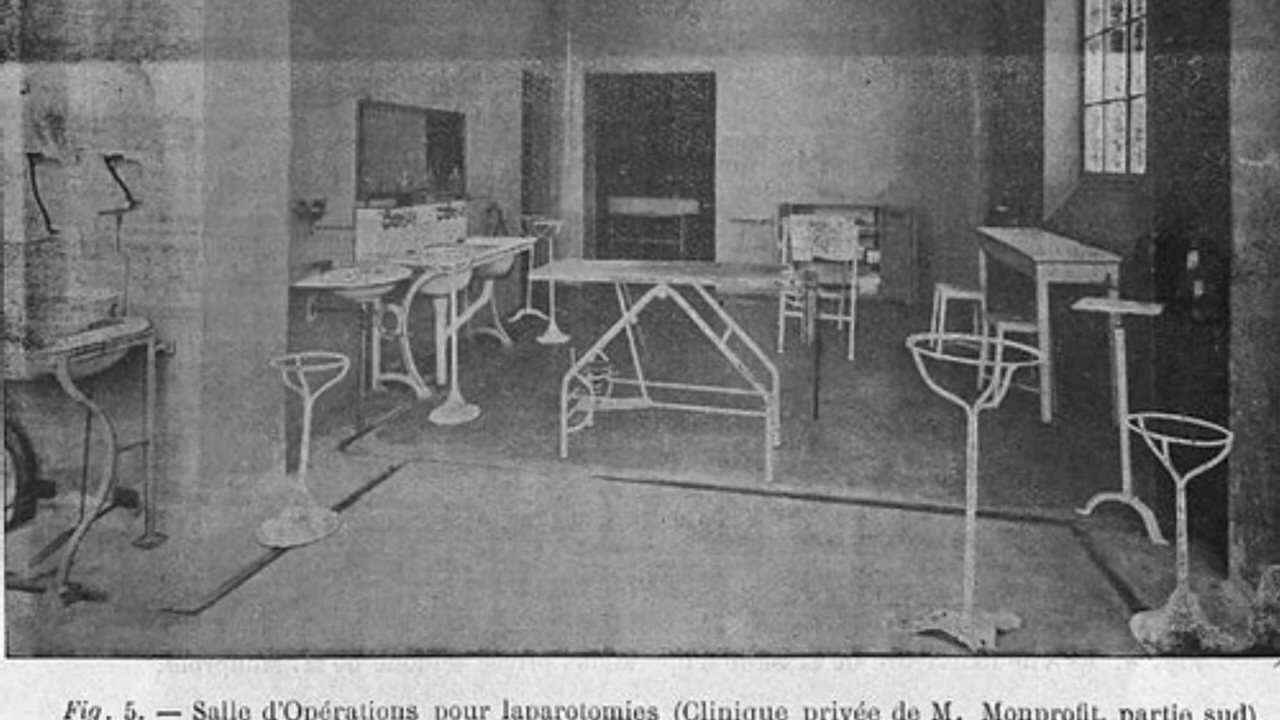 Fig. 5. — Salle d'Opérations pour laparotomies (Clinique privée de M. Monprofit, partie sud)